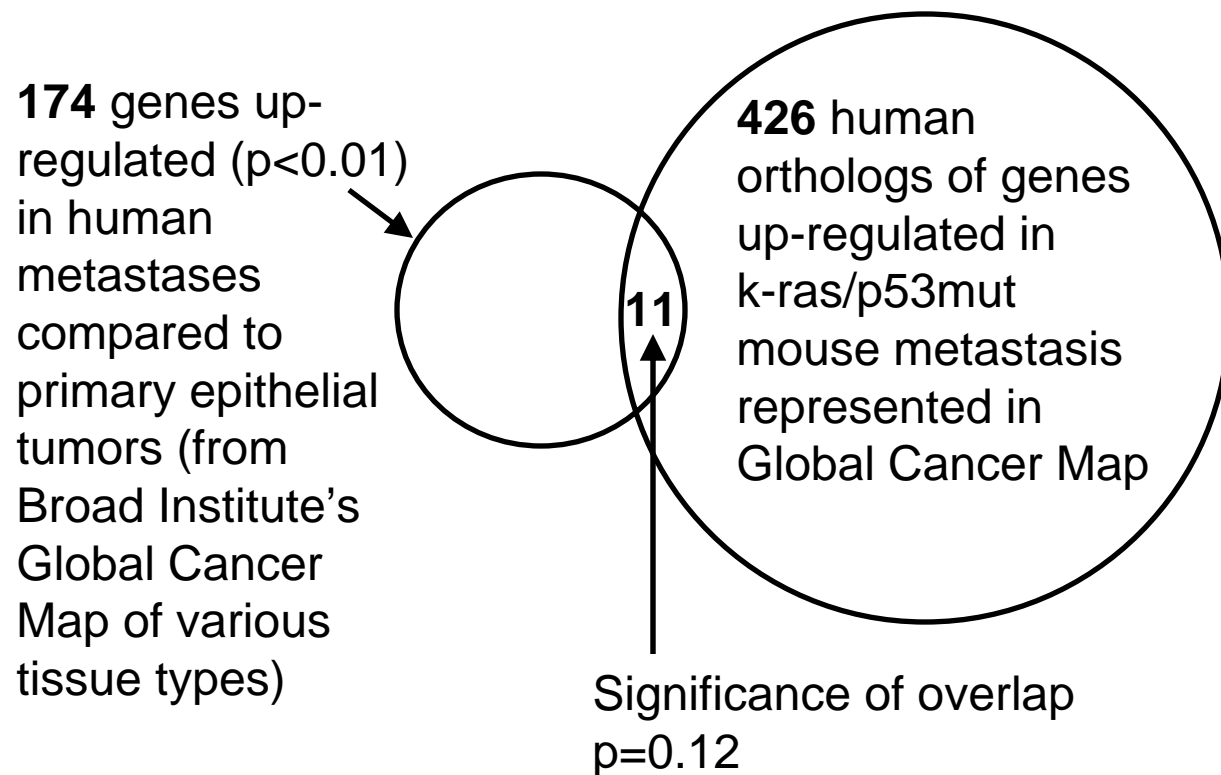 174 genes up-
regulated (p<0.01)
in human
metastases
compared to
primary epithelial
tumors (from
Broad Institute’s
Global Cancer
Map of various
tissue types)
11
426 human
orthologs of genes
up-regulated in
k-ras/p53mut
mouse metastasis
represented in
Global Cancer Map
Significance of overlap
p=0.12